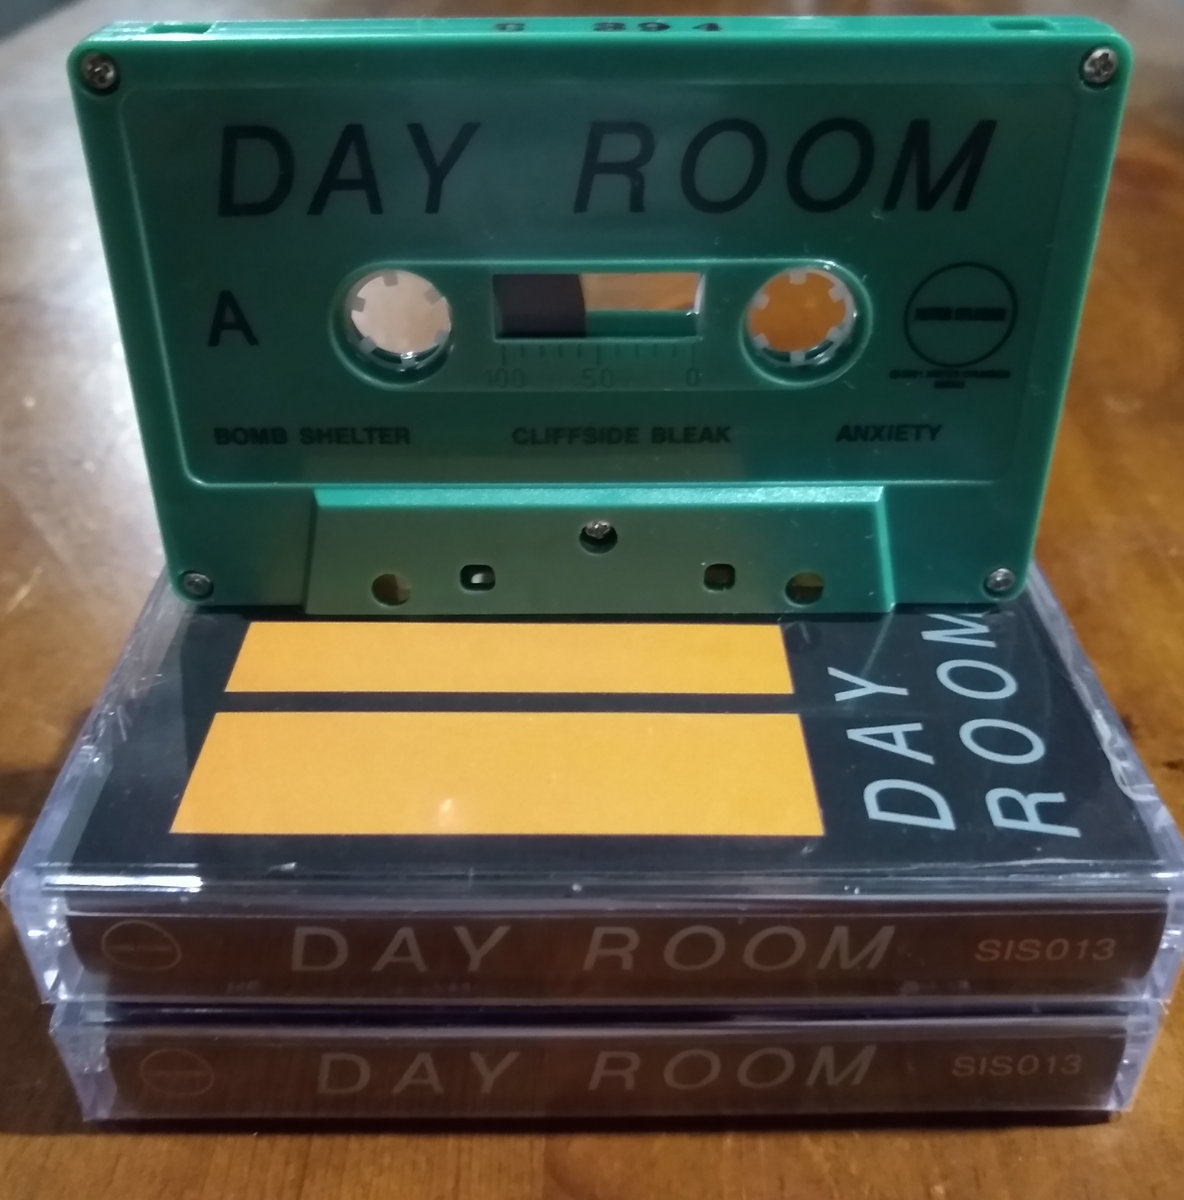 DAY ROOM
A
100 50 0
BOMB SHELTER CLIFFSIDE BLEAK ANXIETY
DAY
ROOM
DAY ROOM SIS013
DAY ROOM SIS013